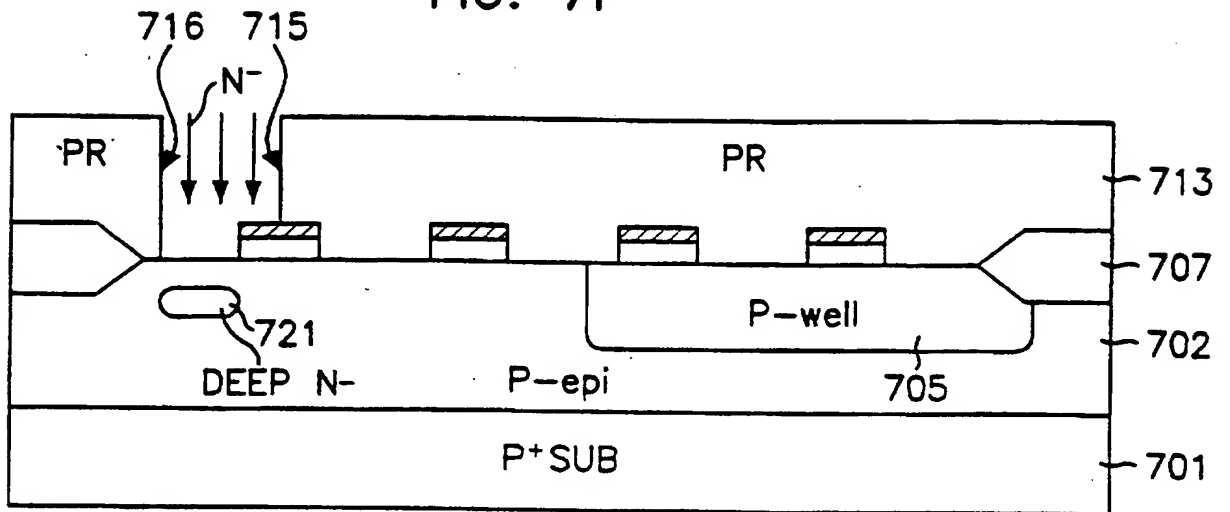 716 715
N−
PR
PR
713
707
P-well
721
702
DEEP N-
P-epi
705
P+ SUB
701